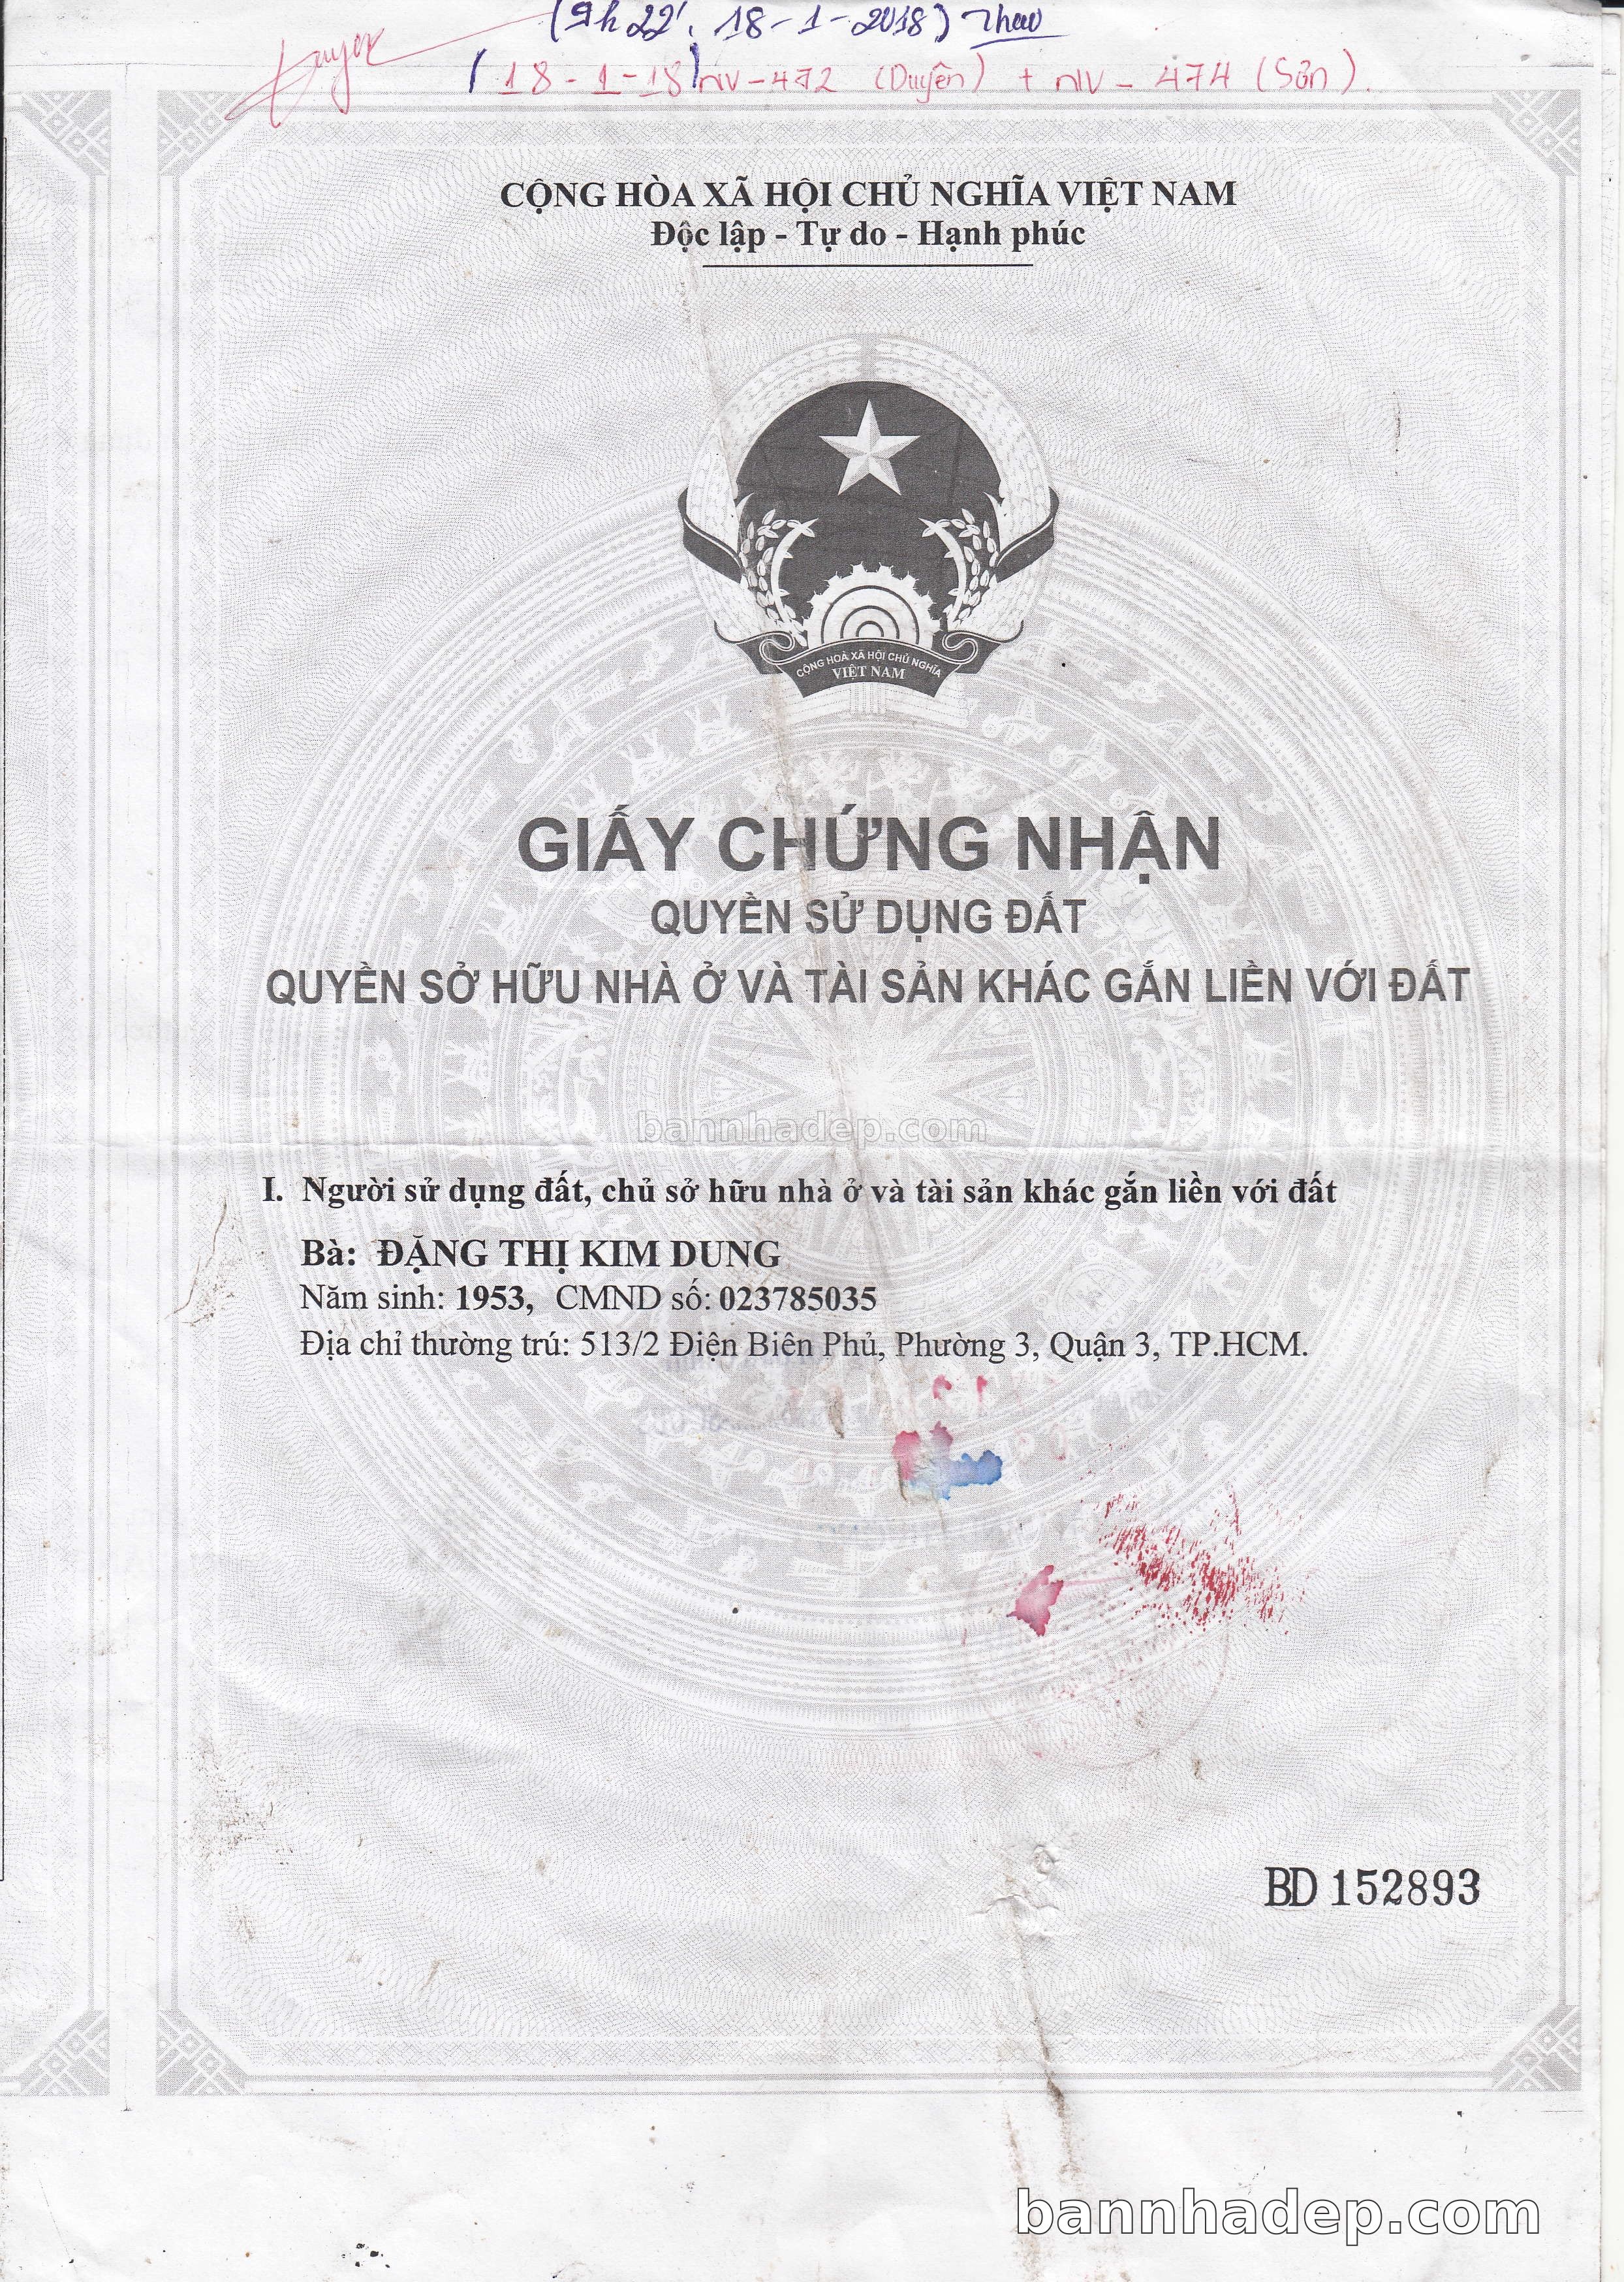 (9h22'. 18-1-2018) Thao
(18-1-18) NV-472 (Duyên) + NV-474 (Sơn).
CỘNG HÒA XÃ HỘI CHỦ NGHĨA VIỆT NAM
Độc lập - Tự do - Hạnh phúc
CỘNG HOÀ XÃ HỘI CHỦ NGHĨA
VIỆT NAM
GIẤY CHỨNG NHẬN
QUYỀN SỬ DỤNG ĐẤT
QUYỀN SỞ HỮU NHÀ Ở VÀ TÀI SẢN KHÁC GẮN LIỀN VỚI ĐẤT
bannhadep.com
I. Người sử dụng đất, chủ sở hữu nhà ở và tài sản khác gắn liền với đất
Bà: ĐẶNG THỊ KIM DUNG
Năm sinh: 1953, CMND số: 023785035
Địa chỉ thường trú: 513/2 Điện Biên Phủ, Phường 3, Quận 3, TP.HCM.
BD 152893
bannhadep.com